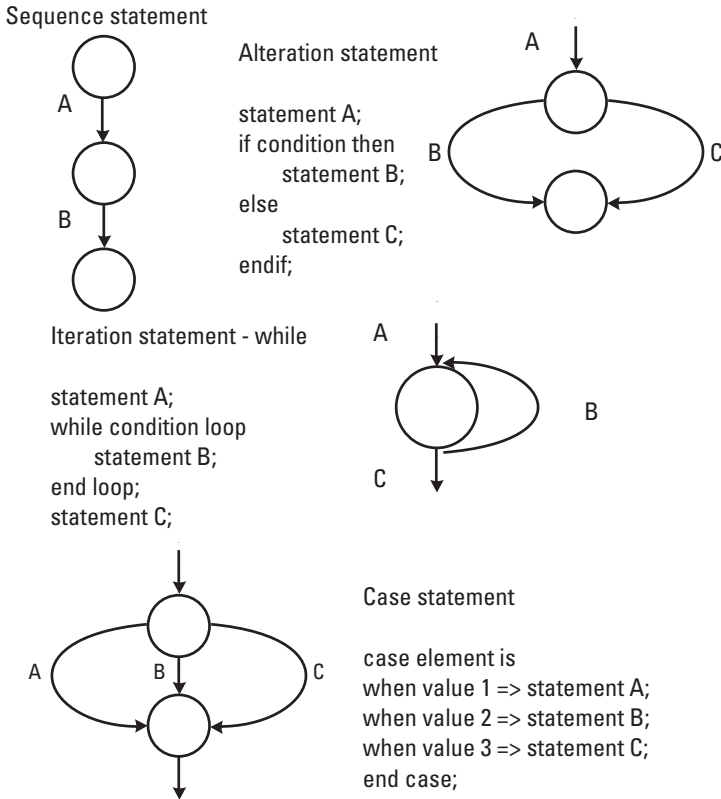 Sequence statement
A
B
Alteration statement
statement A;
if condition then
statement B;
else
statement C;
endif;
A
B
C
Iteration statement - while
statement A;
while condition loop
statement B;
end loop;
statement C;
A
B
C
A
B
C
Case statement
case element is
when value 1 => statement A;
when value 2 => statement B;
when value 3 => statement C;
end case;